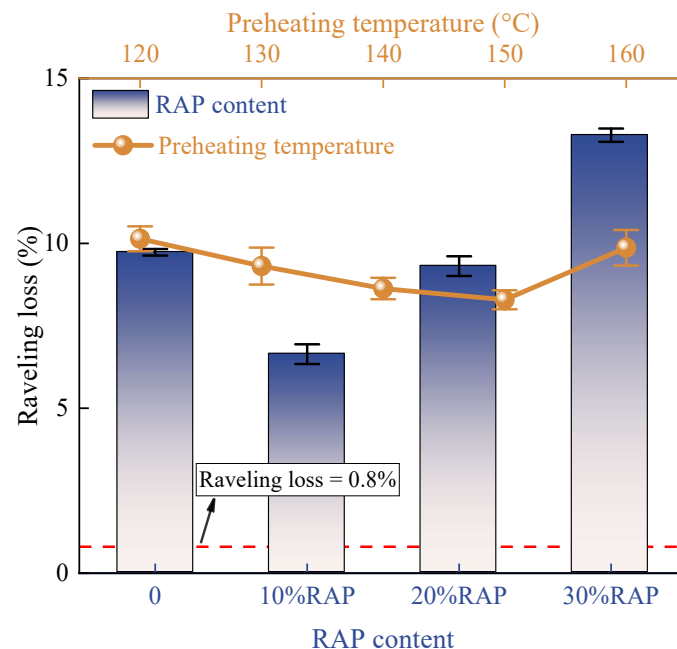 Preheating temperature (°C)
120 130 140 150 160
15
RAP content
Preheating temperature
10
Raveling loss (%)
5
Raveling loss = 0.8%
0
0 10%RAP 20%RAP 30%RAP
RAP content